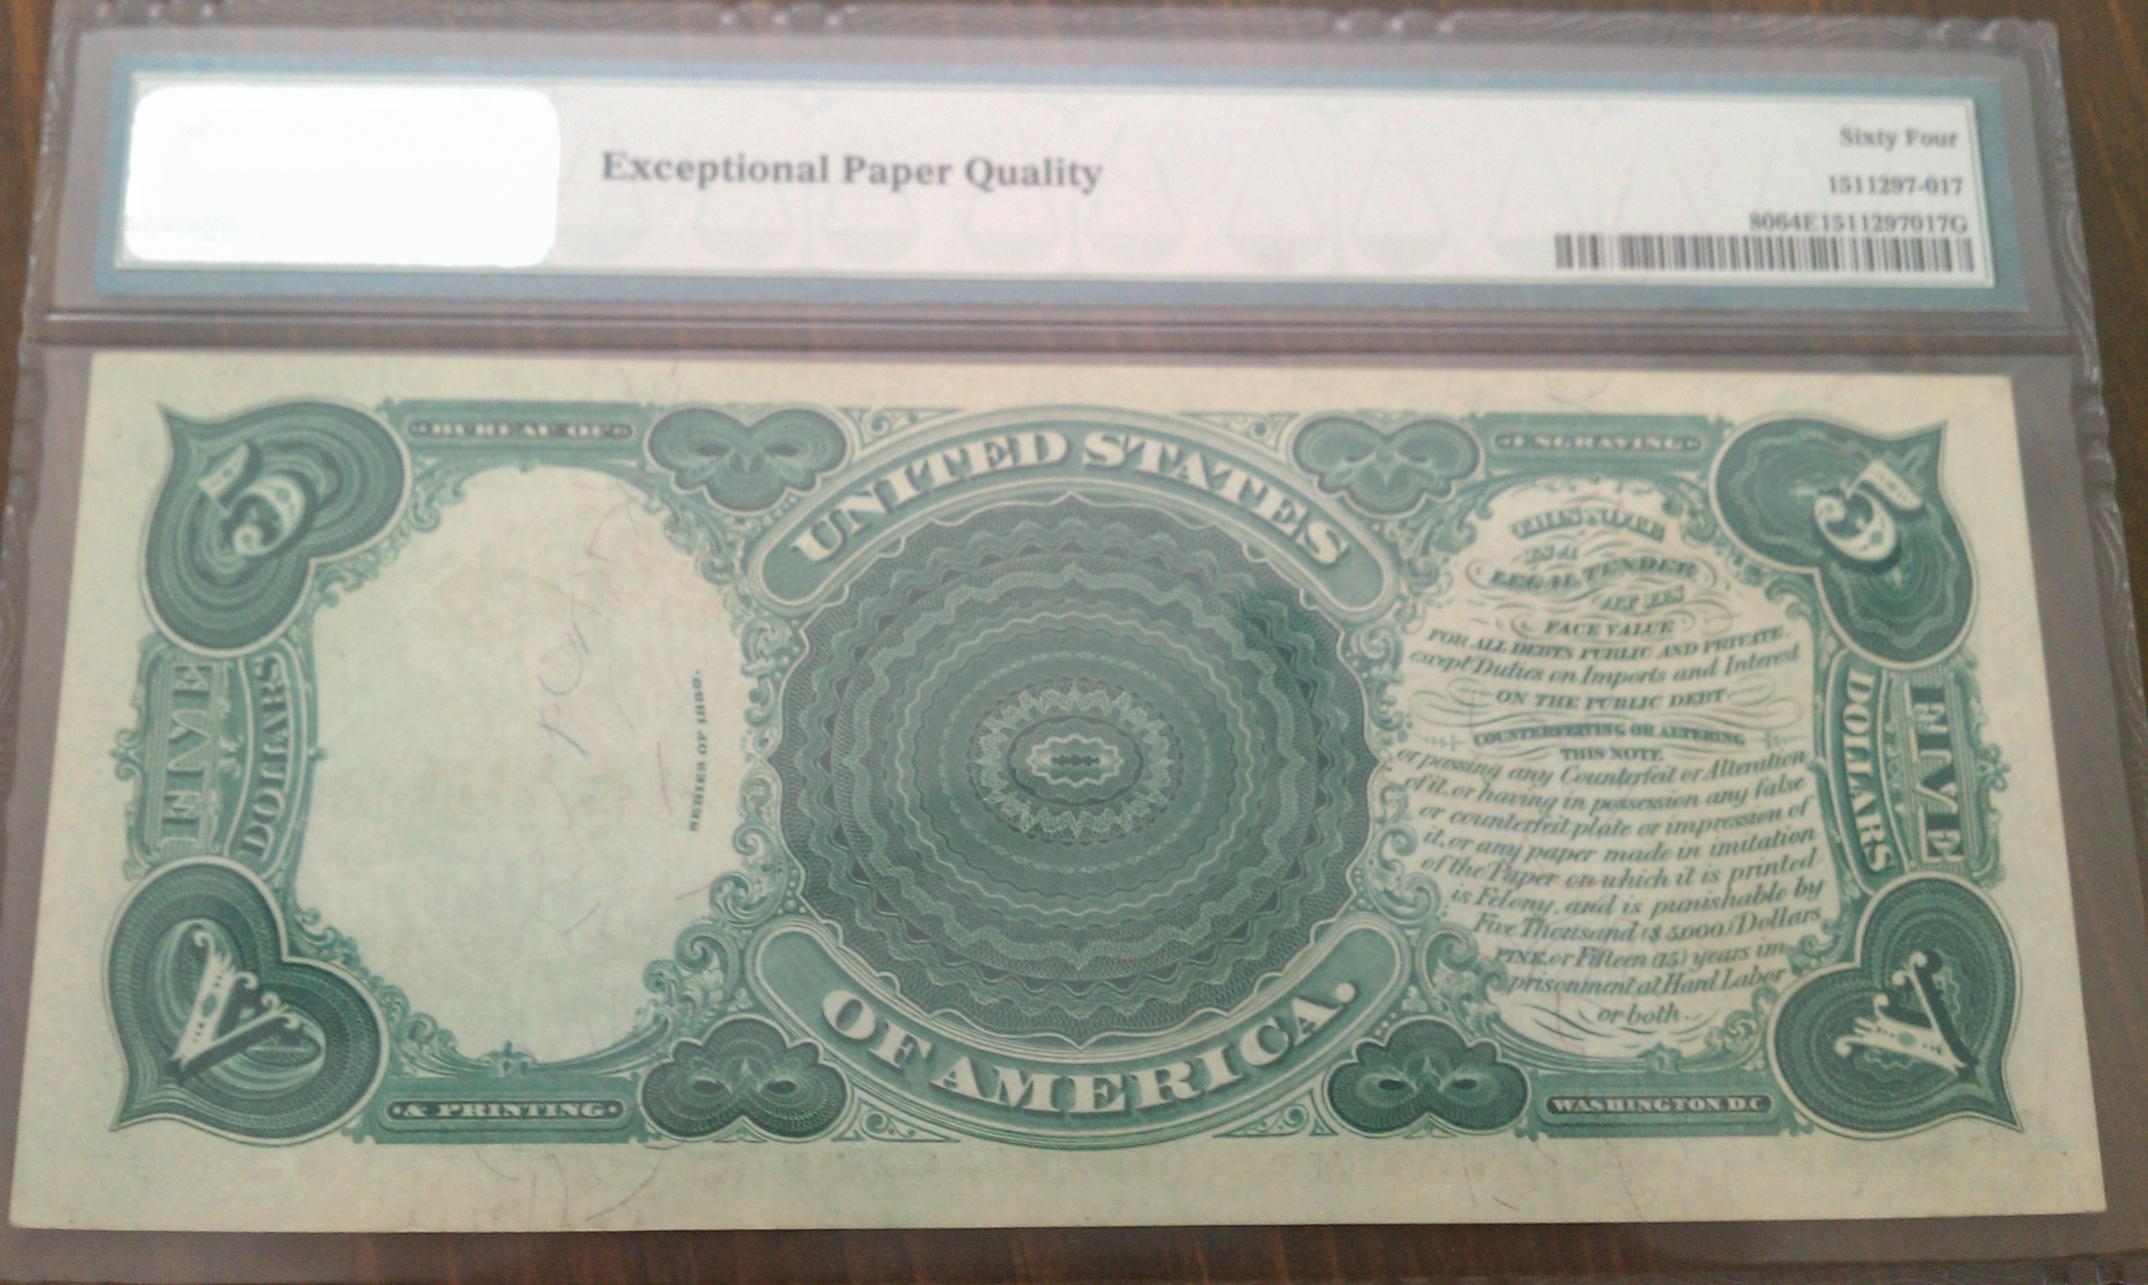 Exceptional Paper Quality
Sixty Four
1511297-017
8064E1511297017G
BUREAU OF
ENGRAVING
5
5
UNITED STATES
THIS NOTE
IS A
LEGAL TENDER
AT ITS
FACE VALUE
FOR ALL DEBTS PUBLIC AND PRIVATE,
except Duties on Imports and Interest
ON THE PUBLIC DEBT
COUNTERFEITING OR ALTERING
THIS NOTE
or passing any Counterfeit or Alteration
of it, or having in possession any false
or counterfeit plate or impression of
it, or any paper made in imitation
of the Paper on which it is printed
is Felony, and is punishable by
Five Thousand ($5000) Dollars
FINE, or Fifteen (15) years im-
prisonment at Hard Labor
or both
FIVE
DOLLARS
SERIES OF 1880.
DOLLARS
FIVE
OF AMERICA.
V
V
& PRINTING
WASHINGTON D.C